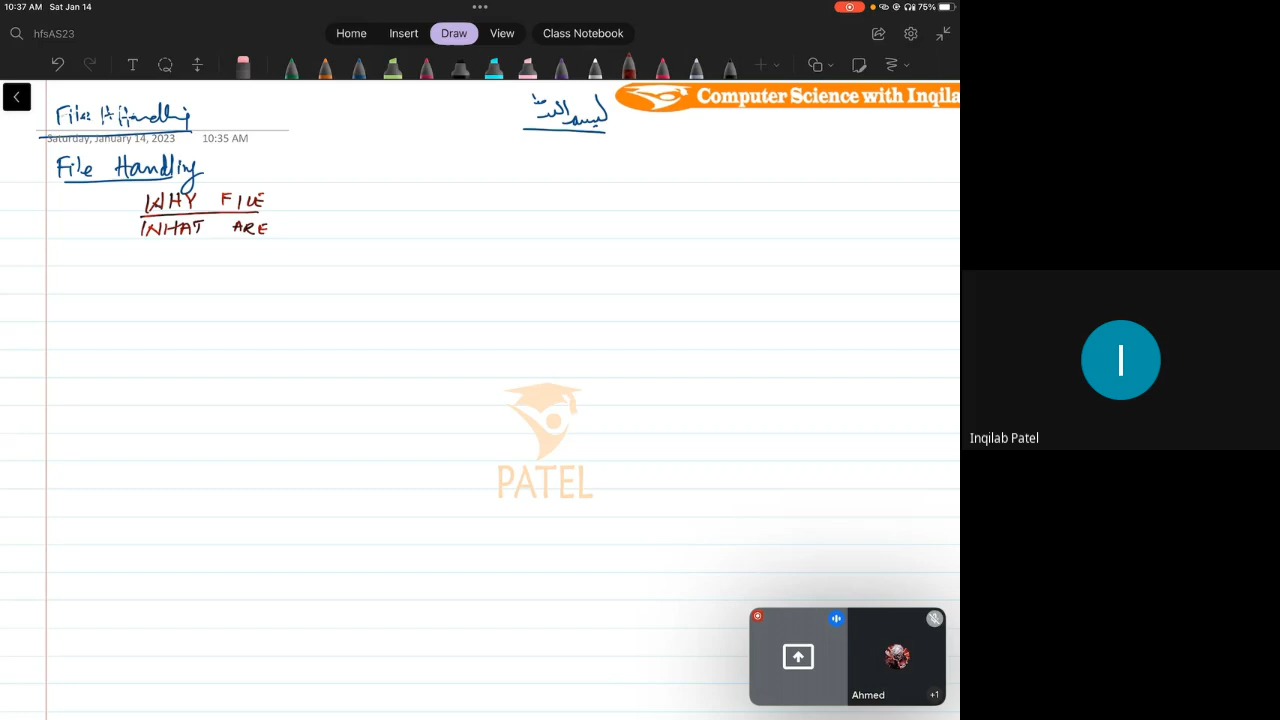 10:37 AM Sat Jan 14
75%
hfsAS23
Home Insert Draw View Class Notebook
File Handling
Computer Science with Inqila
Saturday, January 14, 2023 10:35 AM
File Handling
WHY FILE
WHAT ARE
PATEL
I
Inqilab Patel
Ahmed +1